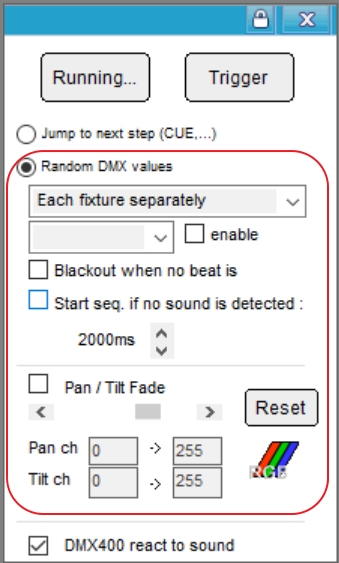 Running... Trigger
Jump to next step (CUE,...)
Random DMX values
Each fixture separately
enable
Blackout when no beat is
Start seq. if no sound is detected :
2000ms
Pan / Tilt Fade
Reset
Pan ch 0 -> 255
Tilt ch 0 -> 255
RGB
DMX400 react to sound